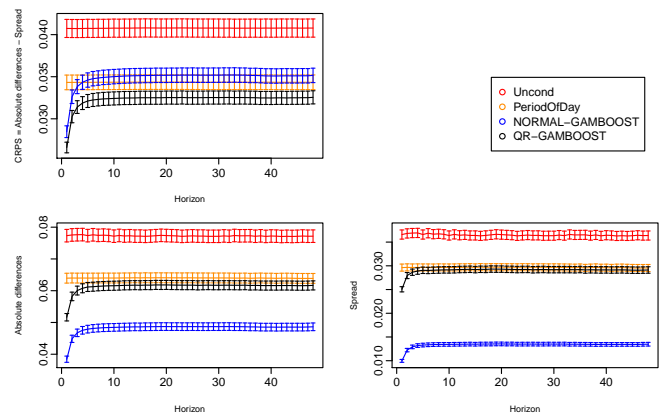 CRPS = Absolute differences − Spread
0.030 0.035 0.040
0 10 20 30 40
Horizon
Uncond
PeriodOfDay
NORMAL−GAMBOOST
QR−GAMBOOST
Absolute differences
0.04 0.06 0.08
0 10 20 30 40
Horizon
Spread
0.010 0.020 0.030
0 10 20 30 40
Horizon